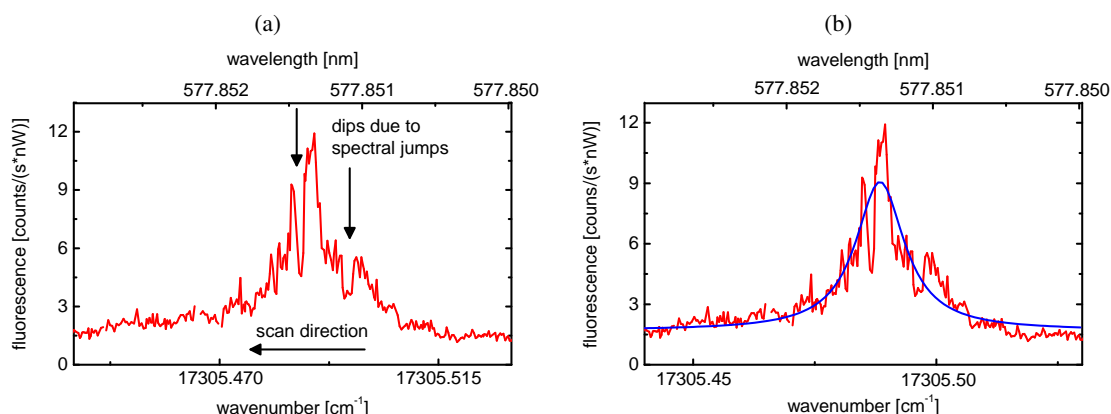 (a)
wavelength [nm]
577.852 577.851 577.850
fluorescence [counts/(s*nW)]
12
9
6
3
0
dips due to
spectral jumps
scan direction
17305.470 17305.515
wavenumber [cm-1]
(b)
wavelength [nm]
577.852 577.851 577.850
fluorescence [couns/(s*nW)]
12
9
6
3
0
17305.45 17305.50
wavenumber [cm-1]